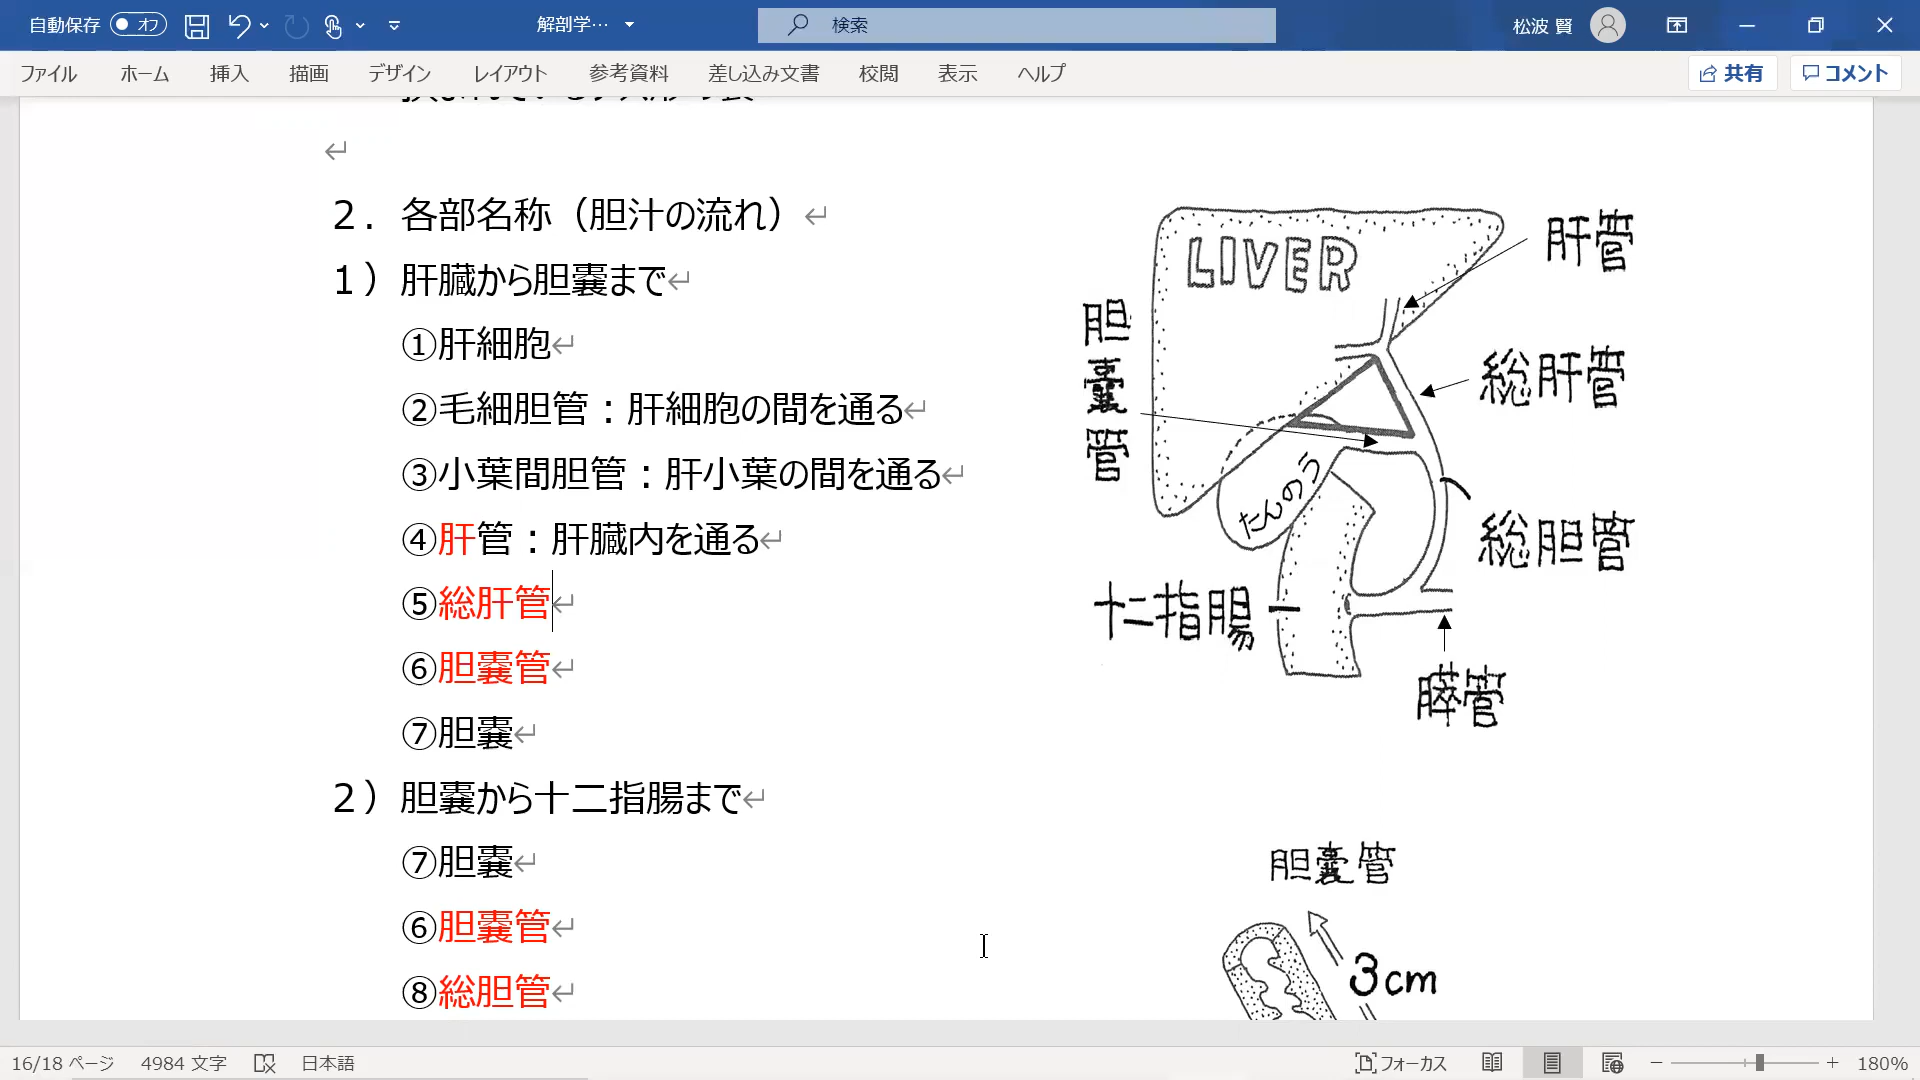 自動保存 オフ
解剖学…
検索
松波 賢
ファイル ホーム 挿入 描画 デザイン レイアウト 参考資料 差し込み文書 校閲 表示 ヘルプ
共有 コメント
２．各部名称（胆汁の流れ）
１）肝臓から胆嚢まで
①肝細胞
②毛細胆管：肝細胞の間を通る
③小葉間胆管：肝小葉の間を通る
④肝管：肝臓内を通る
⑤総肝管
⑥胆嚢管
⑦胆嚢
２）胆嚢から十二指腸まで
⑦胆嚢
⑥胆嚢管
⑧総胆管
LIVER
肝管
胆嚢管
総肝管
たんのう
総胆管
十二指腸
膵管
胆嚢管
3cm
16/18 ページ 4984 文字 日本語
フォーカス 180%